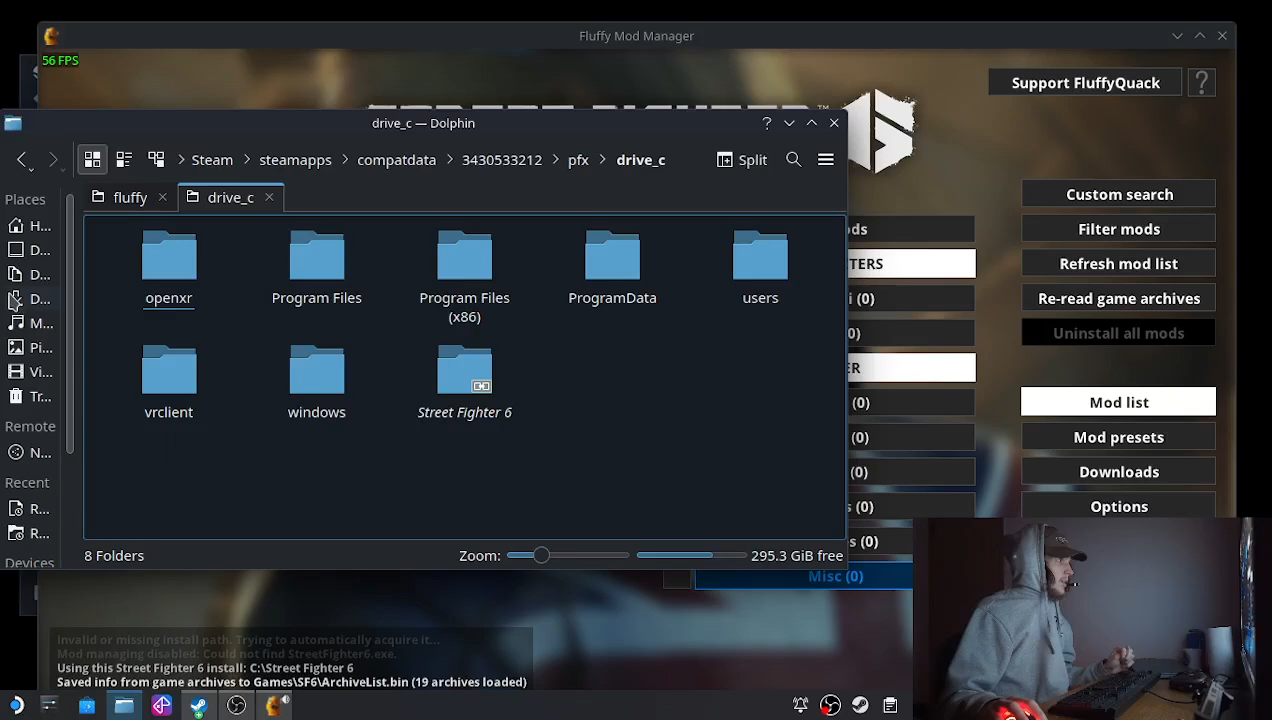 Fluffy Mod Manager
56 FPS
Support FluffyQuack
?
drive_c — Dolphin
?
Steam
steamapps
compatdata
3430533212
pfx
drive_c
Split
Places
fluffy
drive_c
H...
D...
D...
D...
M...
Pi...
Vi...
Tr...
Remote
N...
Recent
R...
R...
Devices
openxr
Program Files
Program Files
(x86)
ProgramData
users
vrclient
windows
Street Fighter 6
8 Folders
Zoom:
295.3 GiB free
Custom search
Filter mods
Refresh mod list
Re-read game archives
Uninstall all mods
Mod list
Mod presets
Downloads
Options
Misc (0)
Invalid or missing install path. Trying to automatically acquire it...
Mod managing disabled: Could not find StreetFighter6.exe.
Using this Street Fighter 6 install: C:\Street Fighter 6
Saved info from game archives to Games\SF6\ArchiveList.bin (19 archives loaded)